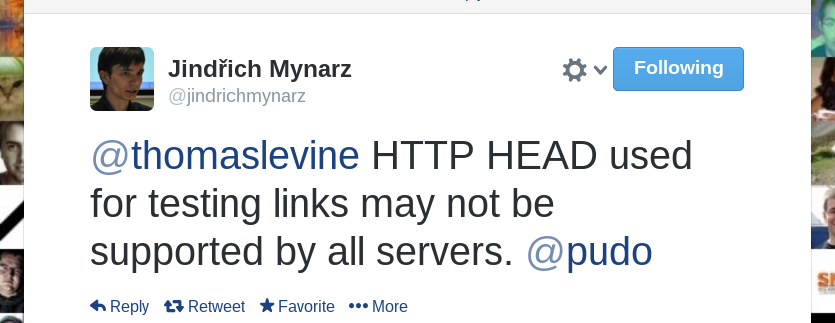 Jindřich Mynarz
@jindrichmynarz
Following
@thomaslevine HTTP HEAD used
for testing links may not be
supported by all servers. @pudo
Reply Retweet Favorite More